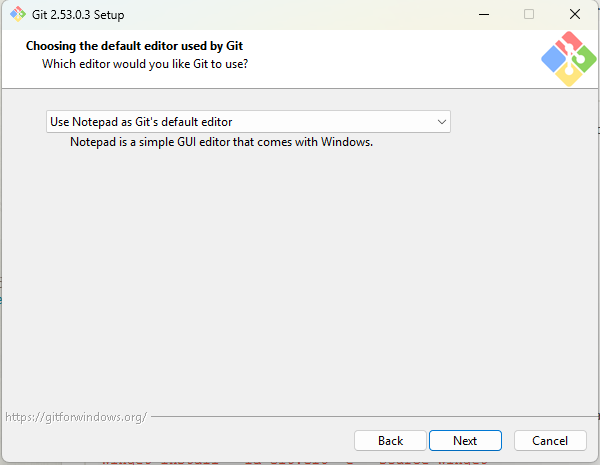 Git 2.53.0.3 Setup
Choosing the default editor used by Git
Which editor would you like Git to use?
Use Notepad as Git's default editor
Notepad is a simple GUI editor that comes with Windows.
https://gitforwindows.org/
Back Next Cancel